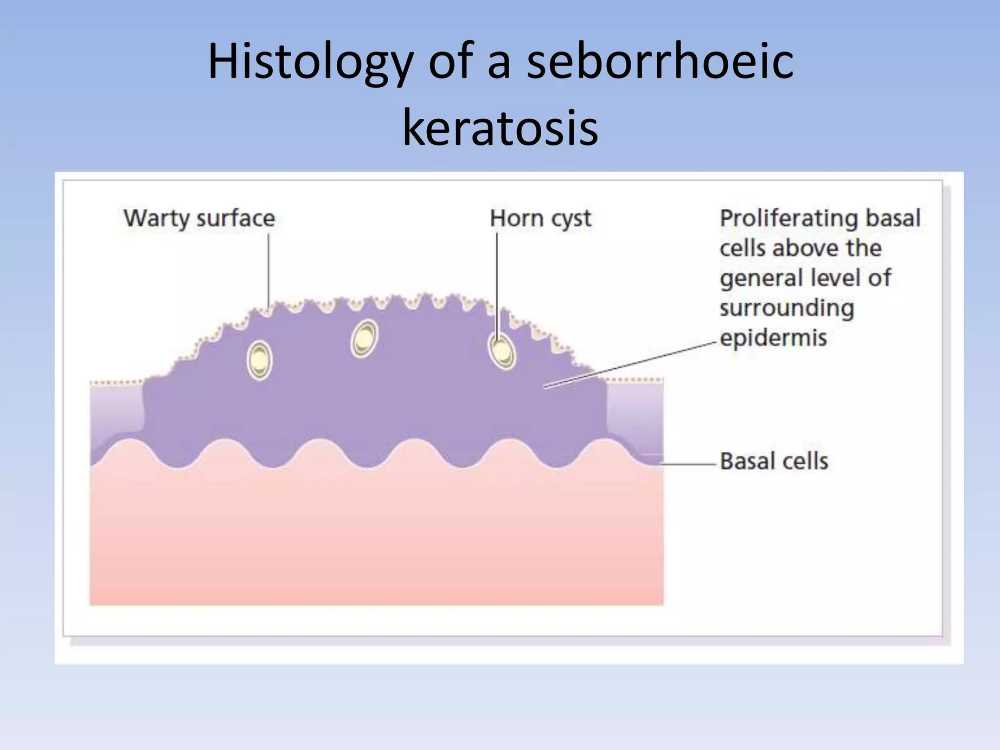 Histology of a seborrhoeic
keratosis
Warty surface
Horn cyst
Proliferating basal
cells above the
general level of
surrounding
epidermis
Basal cells